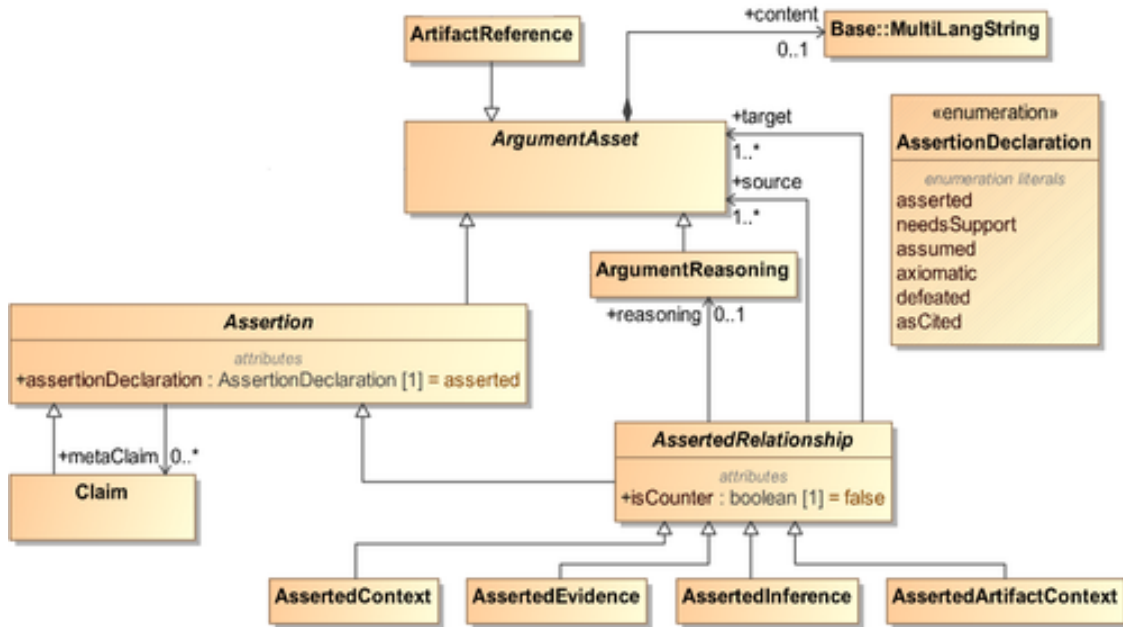 +content
ArtifactReference
Base::MultiLangString
0..1
«enumeration»
AssertionDeclaration
enumeration literals
asserted
needsSupport
assumed
axiomatic
defeated
asCited
+target
ArgumentAsset
1..*
+source
1..*
ArgumentReasoning
+reasoning 0..1
Assertion
attributes
+assertionDeclaration : AssertionDeclaration [1] = asserted
+metaClaim 0..*
Claim
AssertedRelationship
attributes
+isCounter : boolean [1] = false
AssertedContext
AssertedEvidence
AssertedInference
AssertedArtifactContext